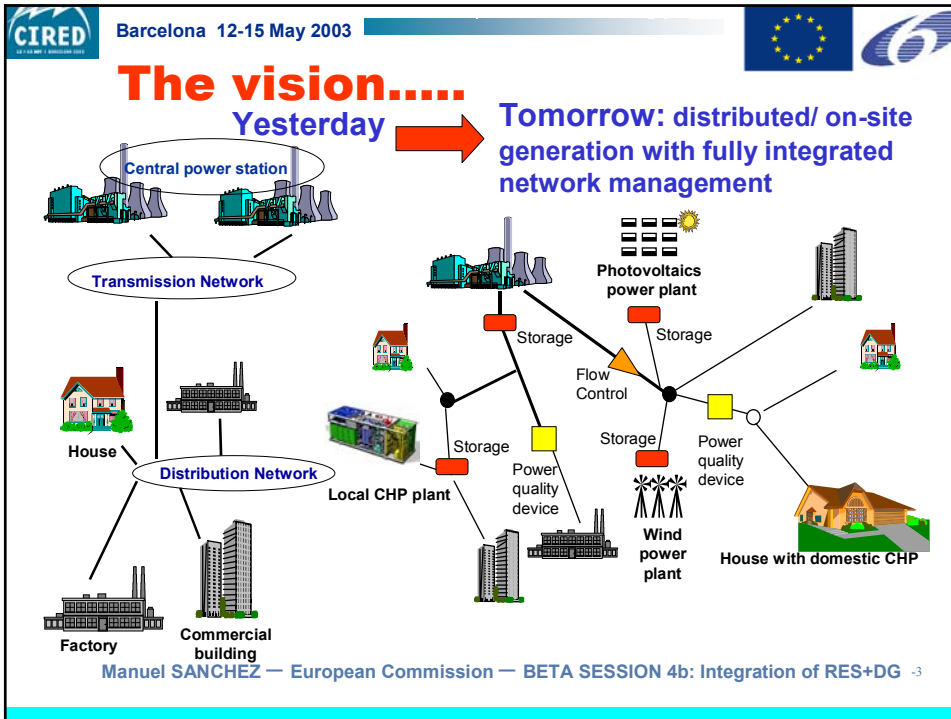 CIRED
Barcelona 12-15 May 2003
6
The vision.....
Yesterday
Tomorrow: distributed/ on-site
generation with fully integrated
network management
Central power station
Transmission Network
House
Distribution Network
Factory
Commercial
building
Photovoltaics
power plant
Storage
Storage
Flow
Control
Storage
Local CHP plant
Power
quality
device
Storage
Wind
power
plant
Power
quality
device
House with domestic CHP
Manuel SANCHEZ — European Commission — BETA SESSION 4b: Integration of RES+DG -3